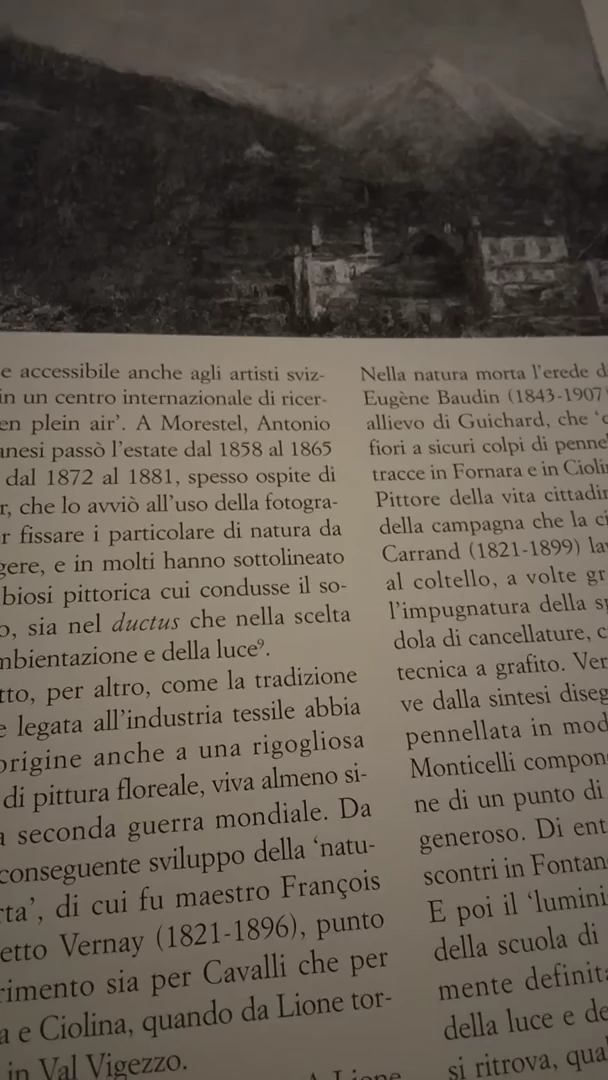 e accessibile anche agli artisti sviz-
in un centro internazionale di ricer-
en plein air’. A Morestel, Antonio
anesi passò l’estate dal 1858 al 1865
dal 1872 al 1881, spesso ospite di
r, che lo avviò all’uso della fotogra-
r fissare i particolare di natura da
gere, e in molti hanno sottolineato
biosi pittorica cui condusse il so-
o, sia nel ductus che nella scelta
mbientazione e della luce⁹.
tto, per altro, come la tradizione
e legata all’industria tessile abbia
origine anche a una rigogliosa
di pittura floreale, viva almeno si-
a seconda guerra mondiale. Da
conseguente sviluppo della ‘natu-
rta’, di cui fu maestro François
etto Vernay (1821-1896), punto
rimento sia per Cavalli che per
a e Ciolina, quando da Lione tor-
in Val Vigezzo.
Nella natura morta l’erede d
Eugène Baudin (1843-1907
allievo di Guichard, che ‘
fiori a sicuri colpi di penne
tracce in Fornara e in Cioli
Pittore della vita cittadi
della campagna che la ci
Carrand (1821-1899) la
al coltello, a volte gr
l’impugnatura della s
dola di cancellature, c
tecnica a grafito. Ver
ve dalla sintesi diseg
pennellata in mod
Monticelli compon
ne di un punto di
generoso. Di ent
scontri in Fontan
E poi il ‘lumini
della scuola di
mente definit
della luce e de
si ritrova, qua